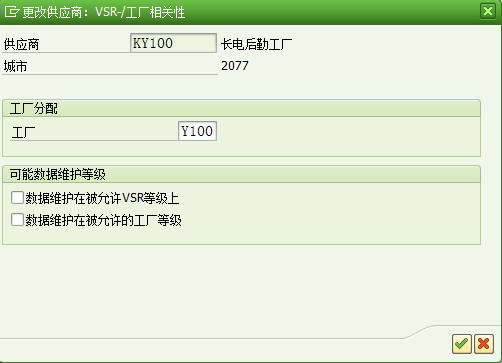 更改供应商：VSR-/工厂相关性
供应商 KY100 长电后勤工厂
城市 2077
工厂分配
工厂 Y100
可能数据维护等级
数据维护在被允许VSR等级上
数据维护在被允许的工厂等级